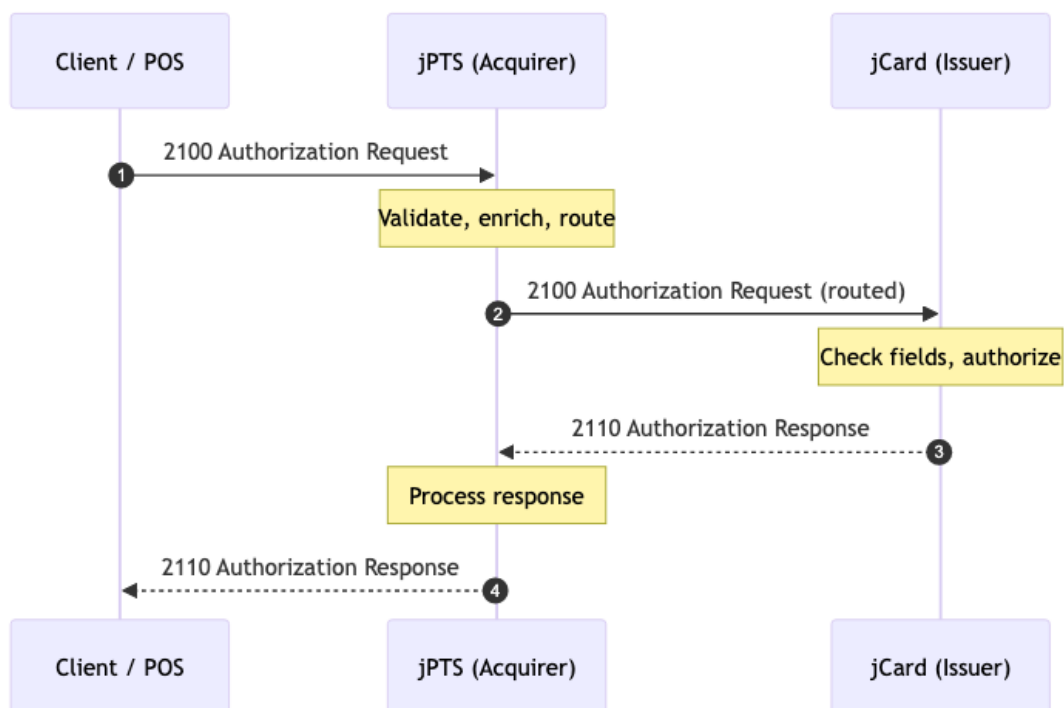 Client / POS
jPTS (Acquirer)
jCard (Issuer)
2100 Authorization Request
1
Validate, enrich, route
2100 Authorization Request (routed)
2
Check fields, authorize
2110 Authorization Response
3
Process response
2110 Authorization Response
4
Client / POS
jPTS (Acquirer)
jCard (Issuer)